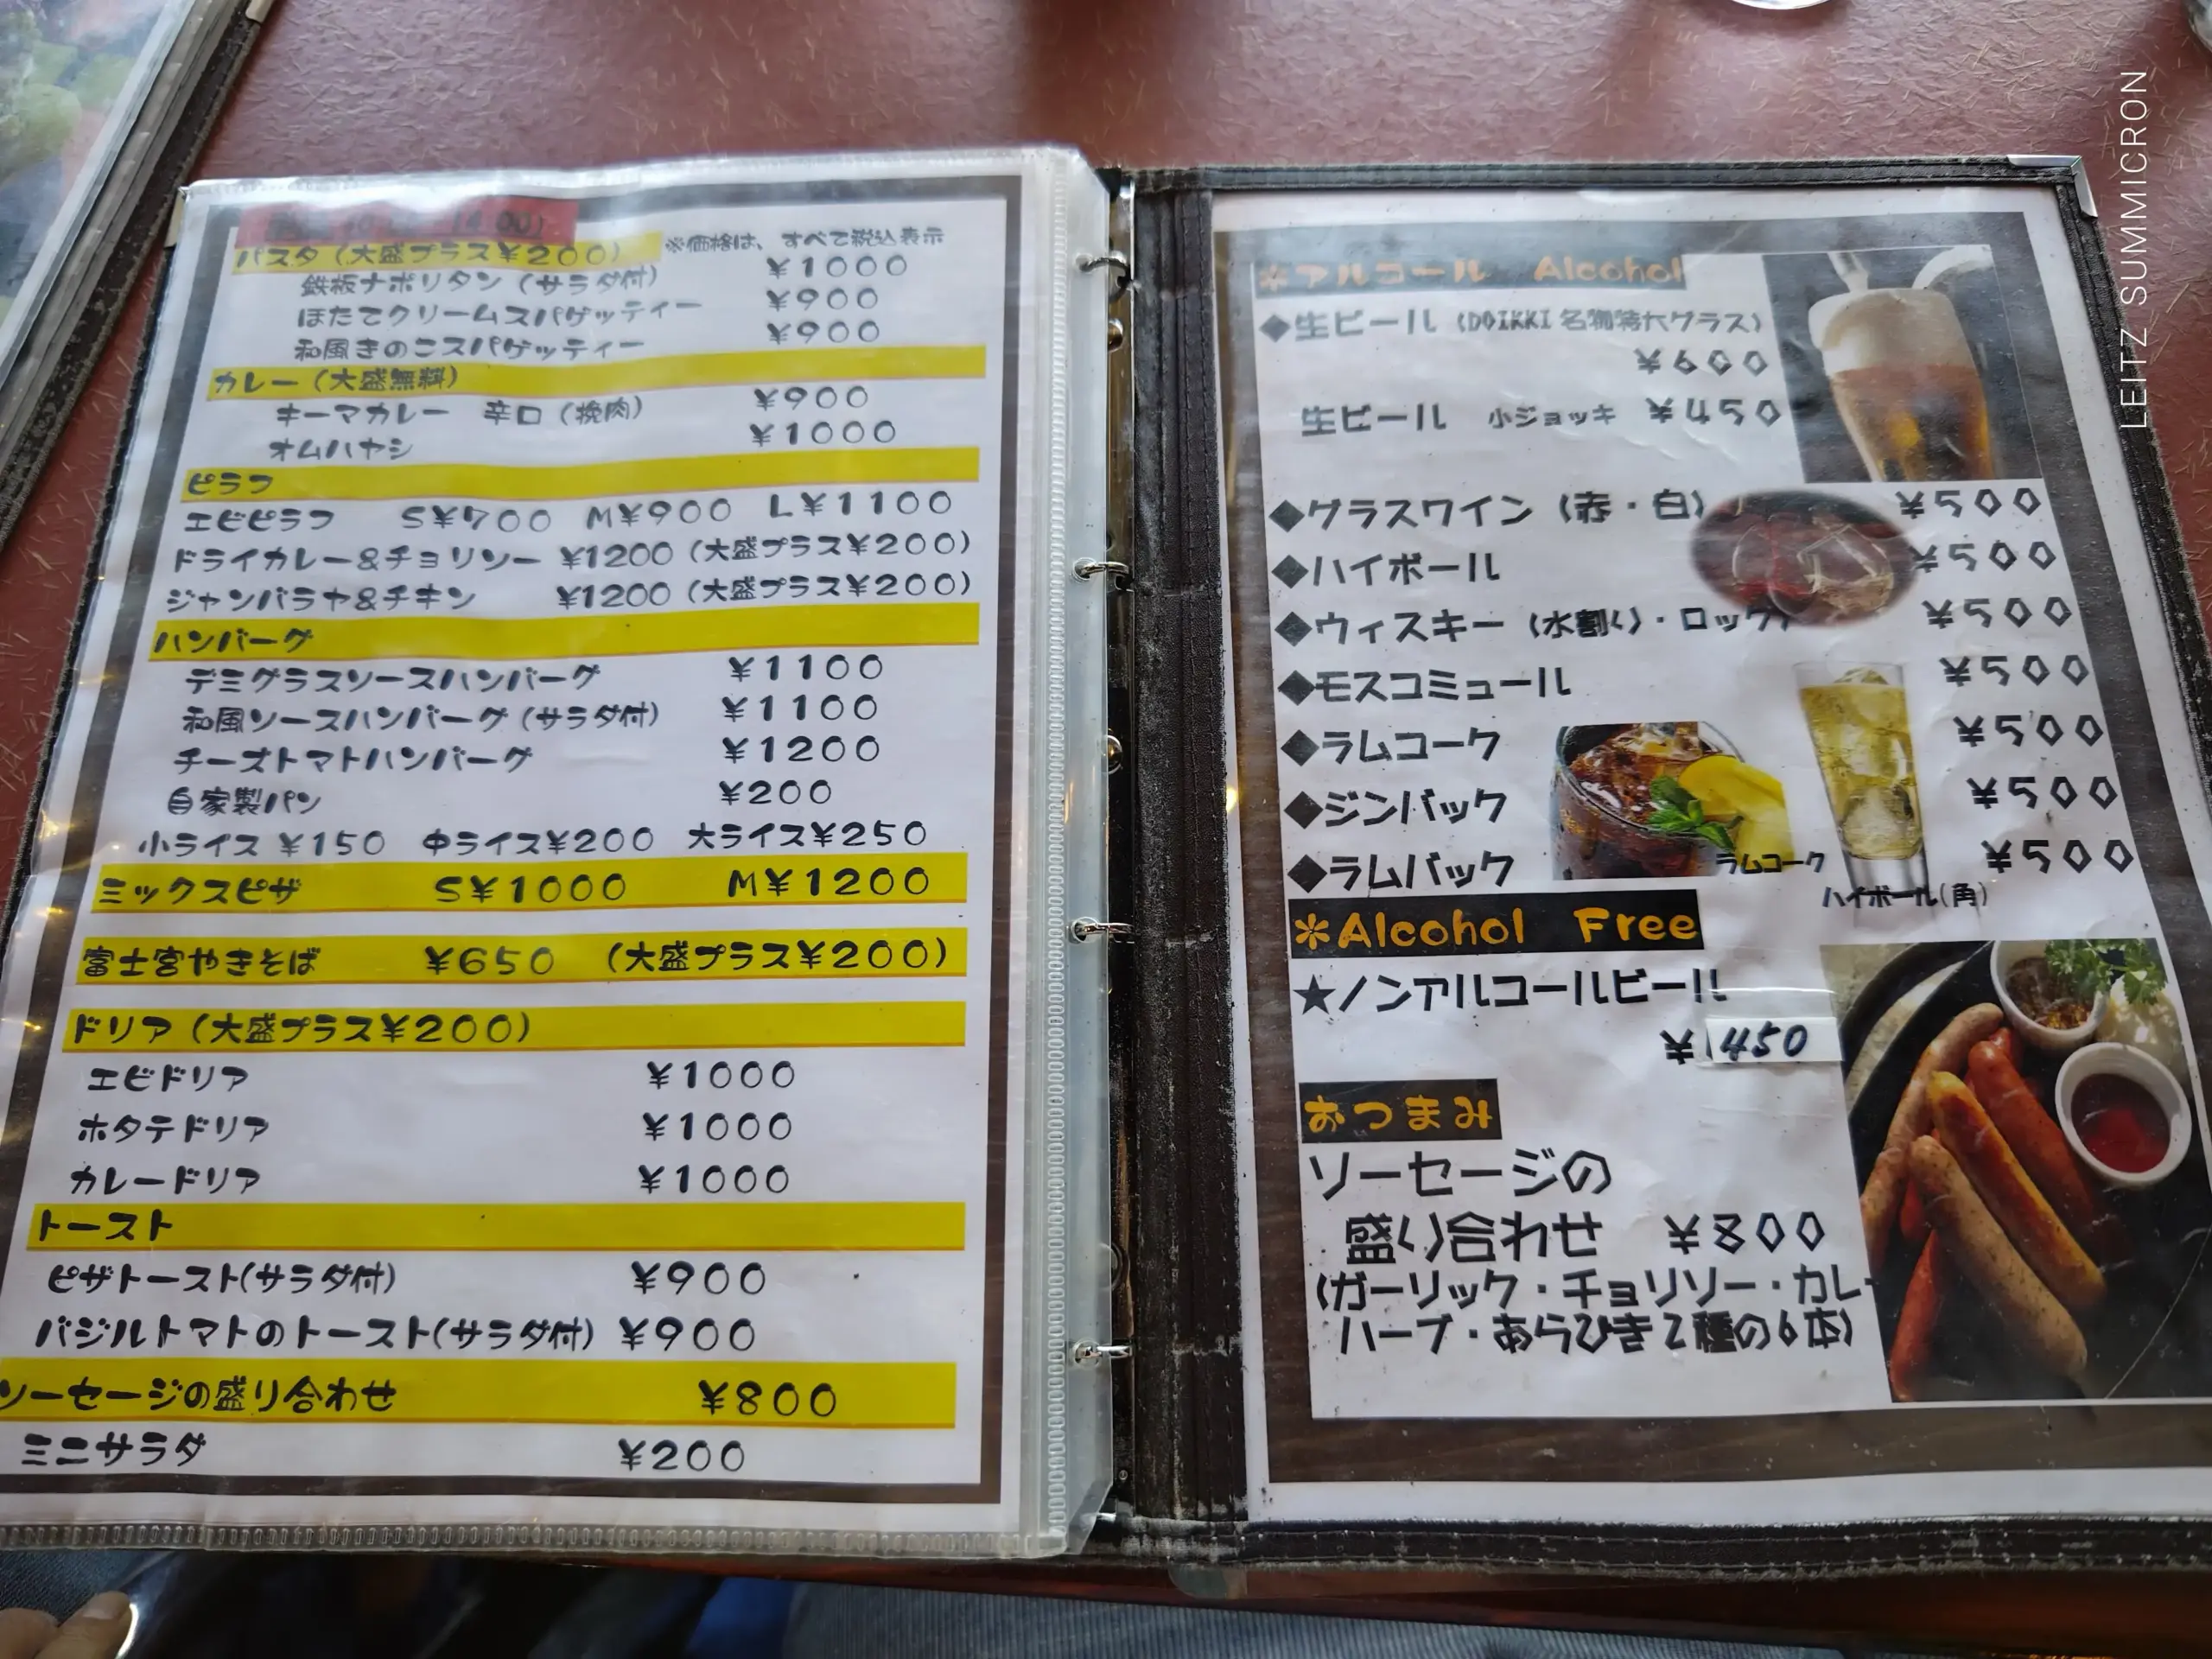 14:00)
パスタ（大盛プラス￥２００）
※価格は、すべて税込表示
鉄板ナポリタン（サラダ付） ￥１０００
ほたてクリームスパゲッティー ￥９００
和風きのこスパゲッティー ￥９００
カレー（大盛無料）
キーマカレー 辛口（挽肉） ￥９００
オムハヤシ ￥１０００
ピラフ
エビピラフ S￥７００ M￥９００ L￥１１００
ドライカレー&チョリソー ￥1200（大盛プラス￥２００）
ジャンバラヤ&チキン ￥1200（大盛プラス￥２００）
ハンバーグ
デミグラスソースハンバーグ ￥１１００
和風ソースハンバーグ（サラダ付） ￥１１００
チーズトマトハンバーグ ￥１２００
自家製パン ￥２００
小ライス ￥１５０ 中ライス￥２００ 大ライス￥２５０
ミックスピザ S￥１０００ M￥１２００
富士宮やきそば ￥６５０ （大盛プラス￥２００）
ドリア（大盛プラス￥２００）
エビドリア ￥１０００
ホタテドリア ￥１０００
カレードリア ￥１０００
トースト
ピザトースト(サラダ付) ￥９００
バジルトマトのトースト(サラダ付) ￥９００
ソーセージの盛り合わせ ￥８００
ミニサラダ ￥２００
＊アルコール Alcohol
◆生ビール（DOIKKI 名物特大グラス）
￥６００
生ビール 小ジョッキ ￥４５０
◆グラスワイン（赤・白） ￥５００
◆ハイボール ￥５００
◆ウィスキー（水割り・ロック） ￥５００
◆モスコミュール ￥５００
◆ラムコーク ￥５００
◆ジンバック ￥５００
◆ラムバック ￥５００
ラムコーク
ハイボール(角)
＊Alcohol Free
★ノンアルコールビール
￥450
おつまみ
ソーセージの
盛り合わせ ￥８００
（ガーリック・チョリソー・カレー
ハーブ・あらびき２種の６本）
LEITZ SUMMICRON